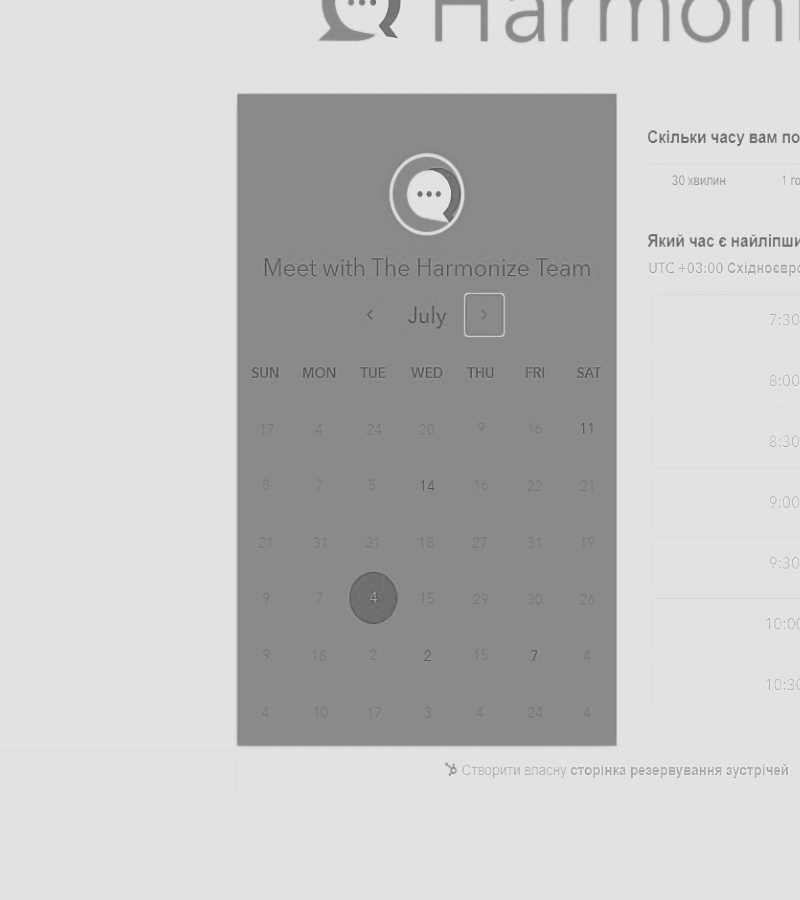 Harmoni
Скільки часу вам по
30 хвилин 1 го
Meet with The Harmonize Team
Який час є найліпши
UTC +03:00 Східноєвро
July
7:30
SUN MON TUE WED THU FRI SAT
8:00
17 4 24 20 9 16 11
8:30
8 7 5 14 16 22 21
9:00
21 31 21 18 27 31 19
9:30
9 7 4 15 29 30 26
10:00
9 18 2 2 15 7 4
10:30
4 10 17 3 4 24 4
Створити власну сторінка резервування зустрічей